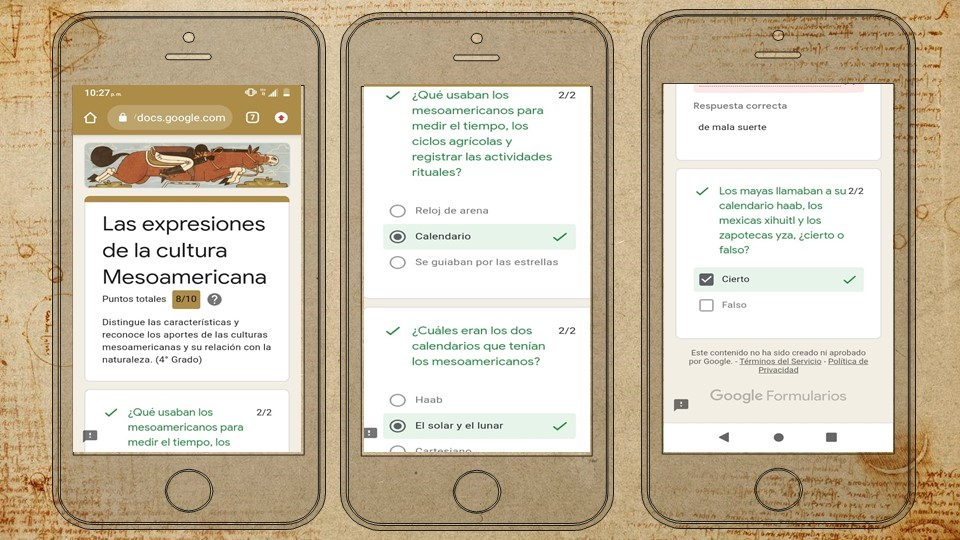 10:27 p. m.
/docs.google.com
7
Las expresiones
de la cultura
Mesoamericana
Puntos totales 8/10 ?
Distingue las características y
reconoce los aportes de las culturas
mesoamericanas y su relación con la
naturaleza. (4° Grado)
¿Qué usaban los 2/2
mesoamericanos para
medir el tiempo, los
¿Qué usaban los 2/2
mesoamericanos para
medir el tiempo, los
ciclos agrícolas y
registrar las actividades
rituales?
Reloj de arena
Calendario
Se guiaban por las estrellas
¿Cuáles eran los dos 2/2
calendarios que tenían
los mesoamericanos?
Haab
El solar y el lunar
Cartesiano
Respuesta correcta
de mala suerte
Los mayas llamaban a su 2/2
calendario haab, los
mexicas xihuitl y los
zapotecas yza, ¿cierto o
falso?
Cierto
Falso
Este contenido no ha sido creado ni aprobado
por Google. - Términos del Servicio - Política de
Privacidad
Google Formularios